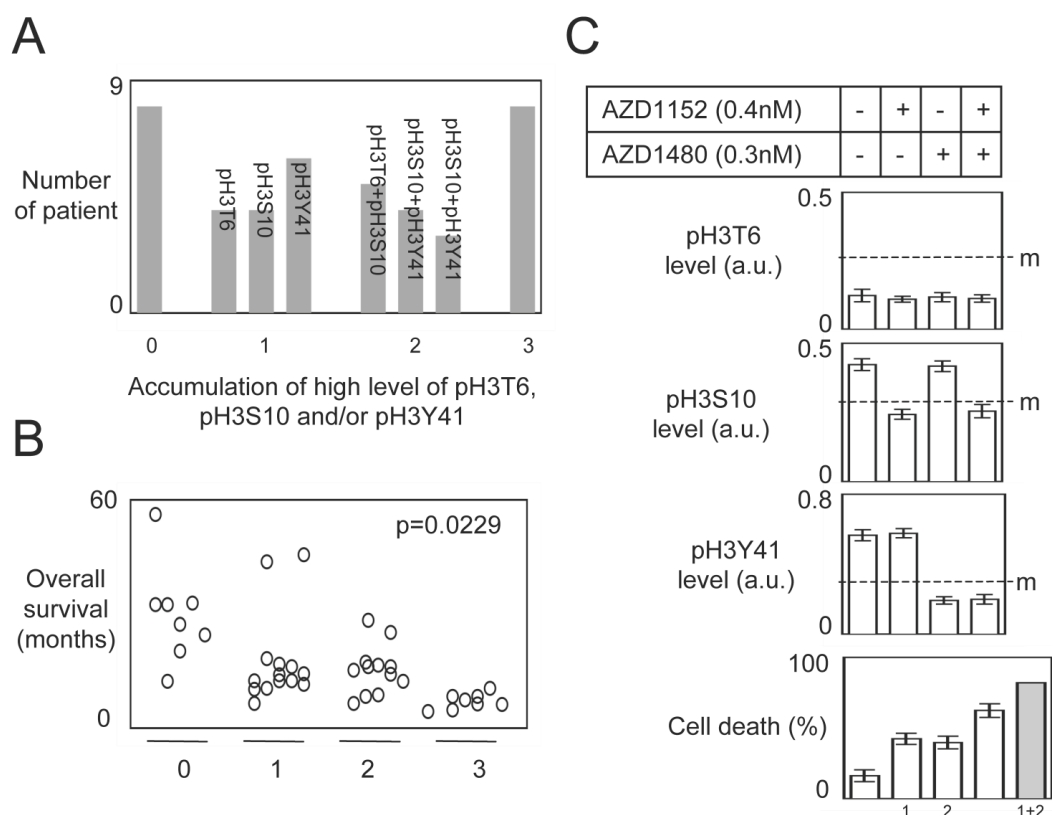 A
9
Number
of patient
0
pH3T6
pH3S10
pH3Y41
pH3T6+pH3S10
pH3S10+pH3Y41
pH3S10+pH3Y41
0 1 2 3
Accumulation of high level of pH3T6,
pH3S10 and/or pH3Y41
B
60
p=0.0229
Overall
survival
(months)
0
0 1 2 3
C
AZD1152 (0.4nM) - + - +
AZD1480 (0.3nM) - - + +
0.5
pH3T6
level (a.u.)
m
0
0.5
pH3S10
level (a.u.)
m
0
0.8
pH3Y41
level (a.u.)
m
0
100
Cell death (%)
0
1 2 1+2